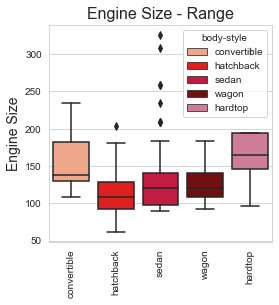 Engine Size - Range
body-style
convertible
hatchback
sedan
wagon
hardtop
Engine Size
300
250
200
150
100
50
convertible
hatchback
sedan
wagon
hardtop